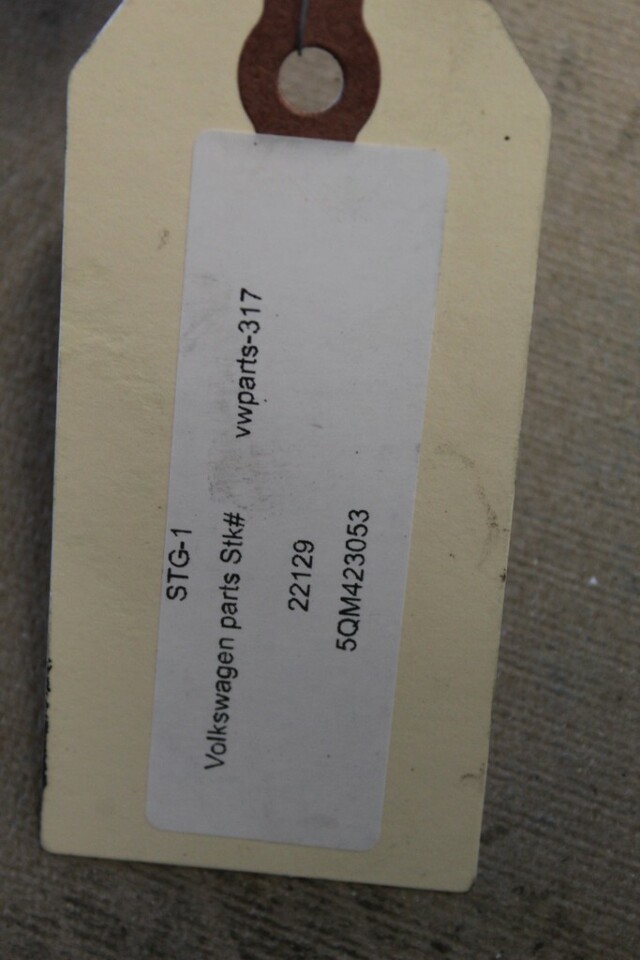 STG-1
Volkswagen parts Stk# vwparts-317
22129
5QM423053